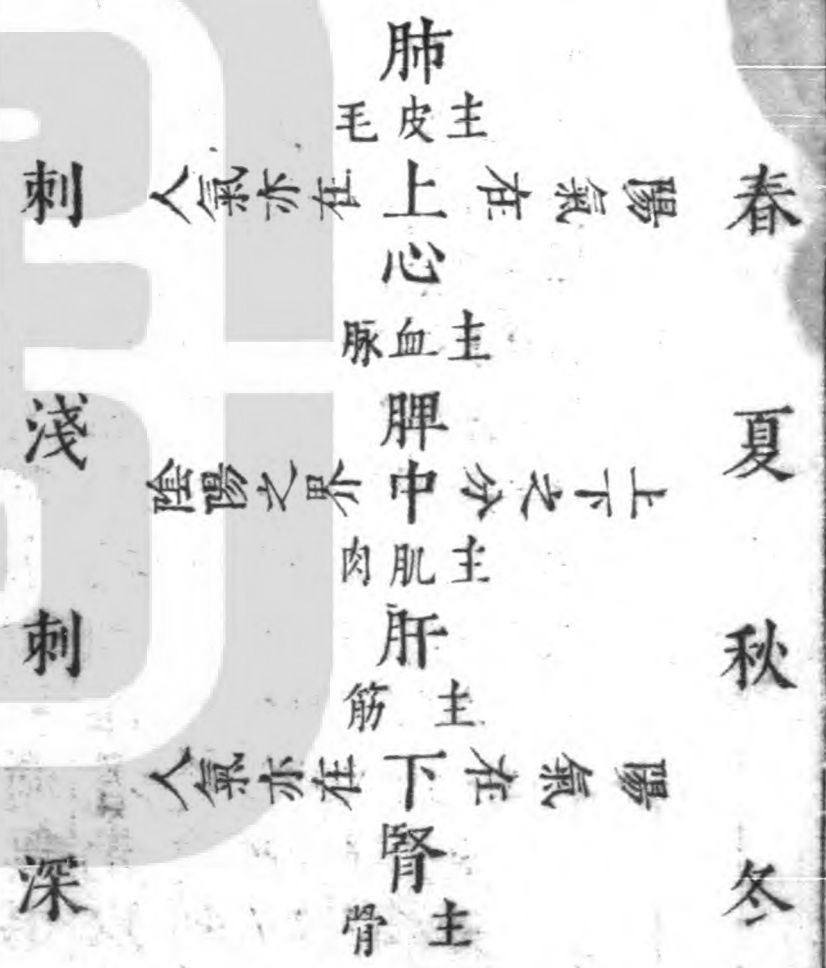 春
夏
秋
冬
肺
主皮毛
陽氣在
上
人氣亦在
心
主血脉
脾
上下之分
中
陰陽之界
主肌肉
肝
主筋
陽氣在
下
人氣亦在
腎
主骨
刺
淺
刺
深